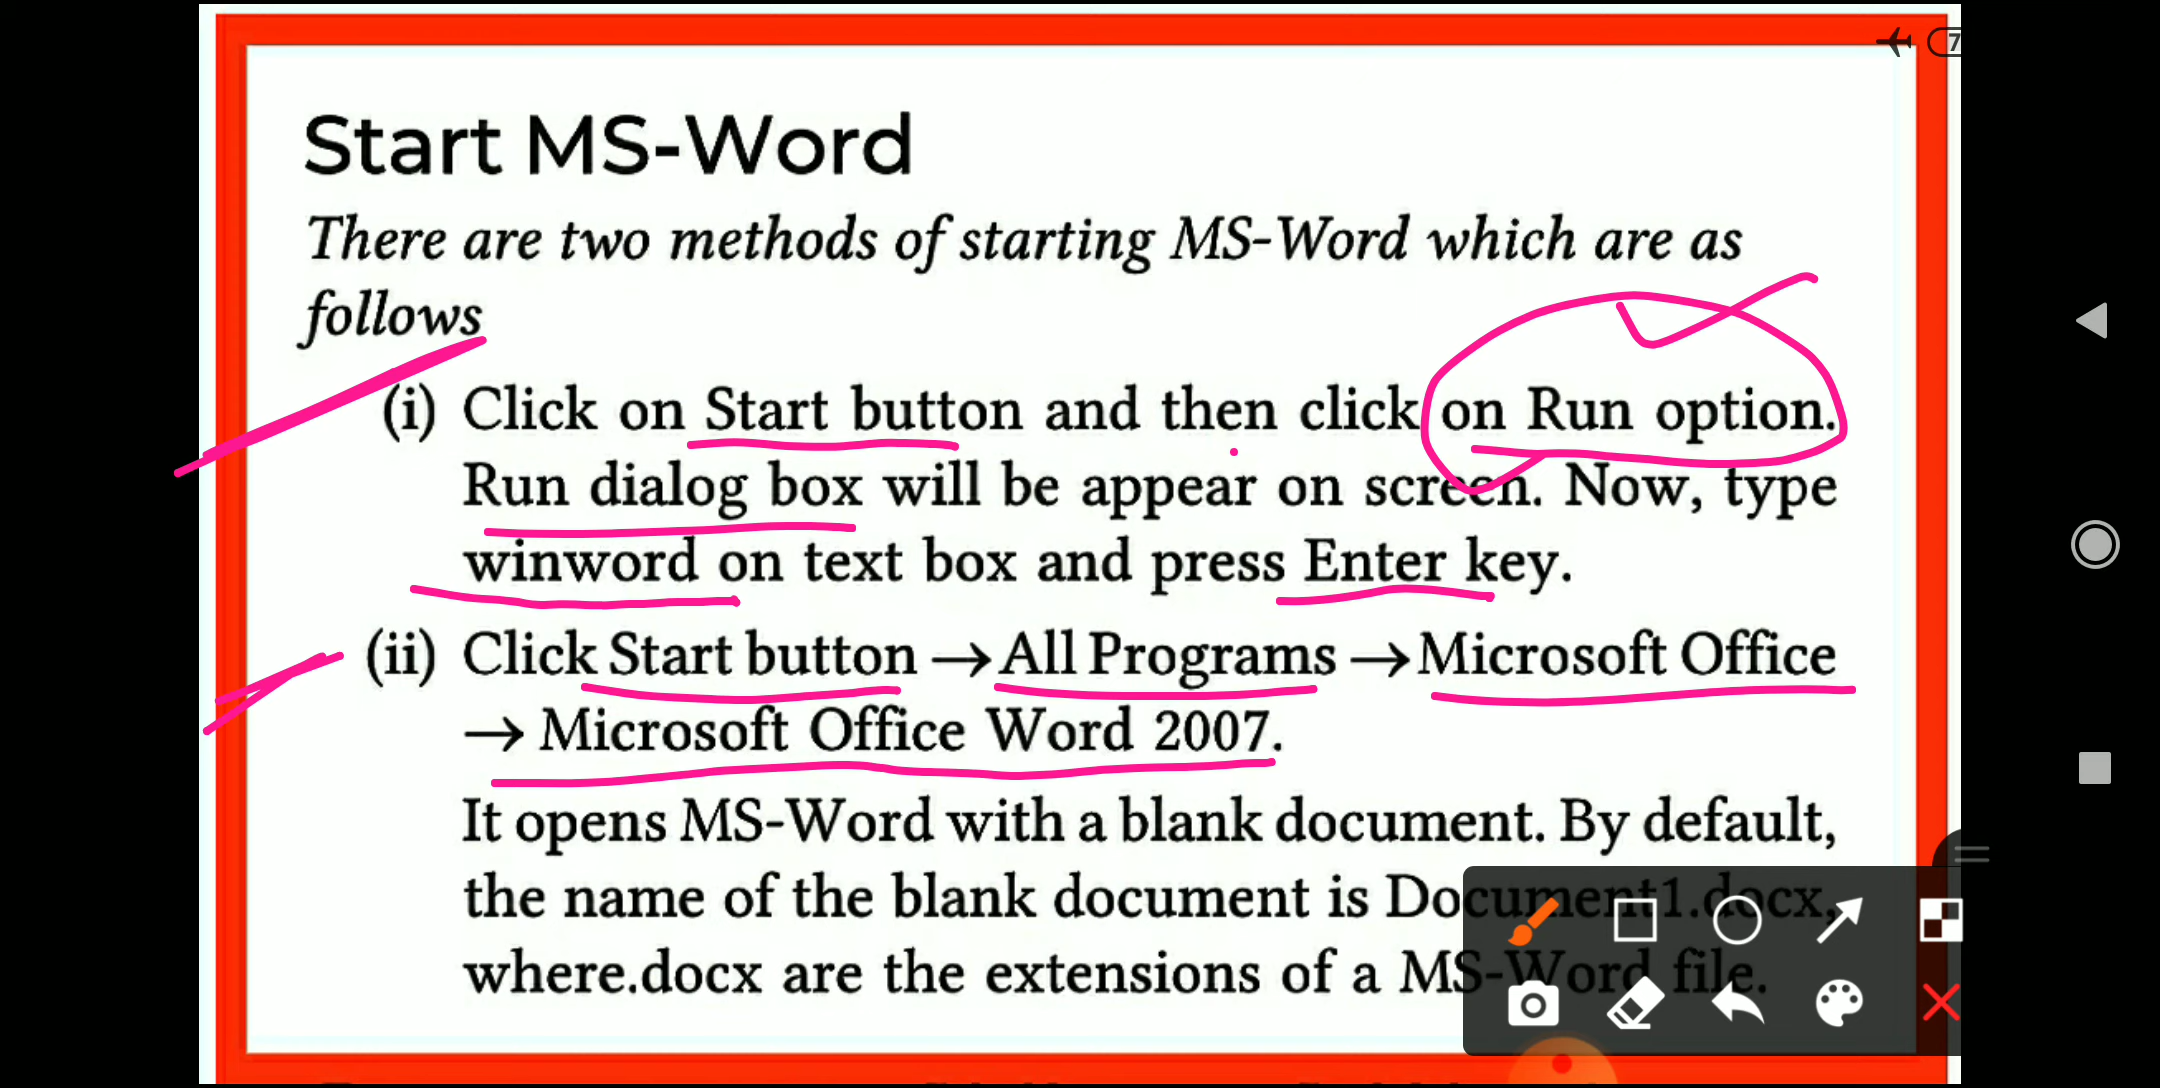 7
Start MS-Word
There are two methods of starting MS-Word which are as
follows
(i) Click on Start button and then click on Run option.
Run dialog box will be appear on screen. Now, type
winword on text box and press Enter key.
(ii) Click Start button →All Programs →Microsoft Office
→ Microsoft Office Word 2007.
It opens MS-Word with a blank document. By default,
the name of the blank document is Document1.docx,
where.docx are the extensions of a MS-Word file.